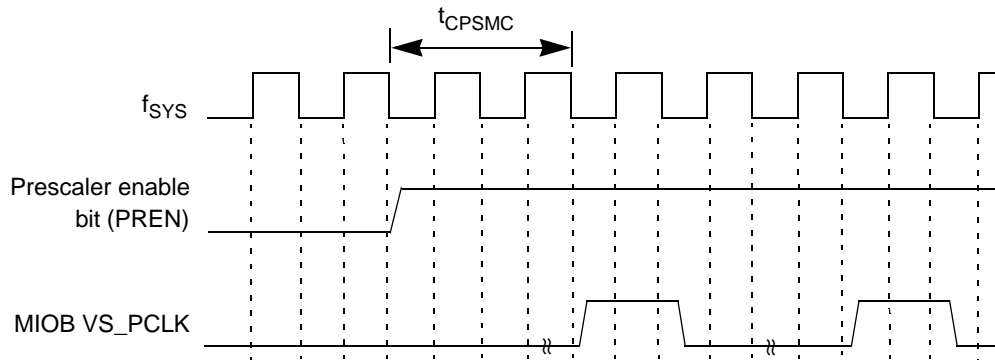 tCPSMC
fSYS
Prescaler enable
bit (PREN)
MIOB VS_PCLK